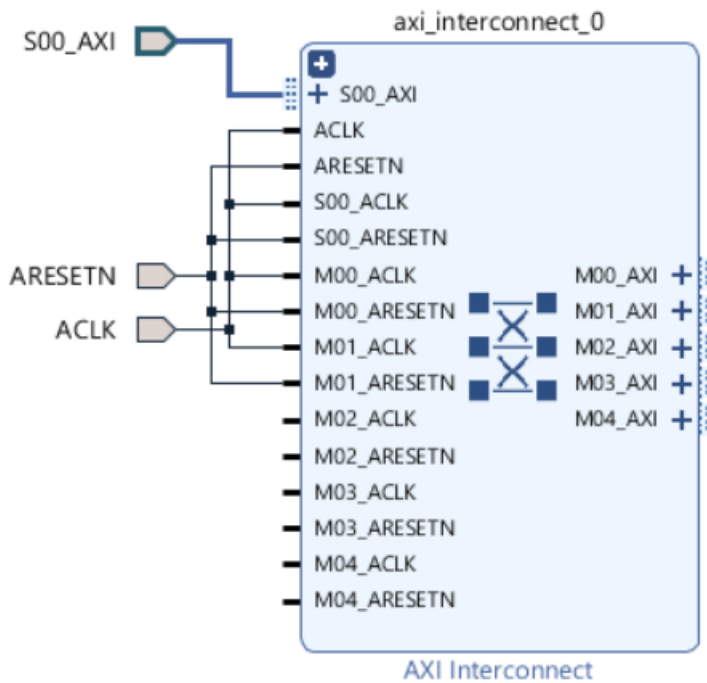 axi_interconnect_0
S00_AXI
S00_AXI
ACLK
ARESETN
S00_ACLK
S00_ARESETN
ARESETN
M00_ACLK
M00_AXI
M00_ARESETN
M01_AXI
ACLK
M01_ACLK
M02_AXI
M01_ARESETN
M03_AXI
M02_ACLK
M04_AXI
M02_ARESETN
M03_ACLK
M03_ARESETN
M04_ACLK
M04_ARESETN
AXI Interconnect